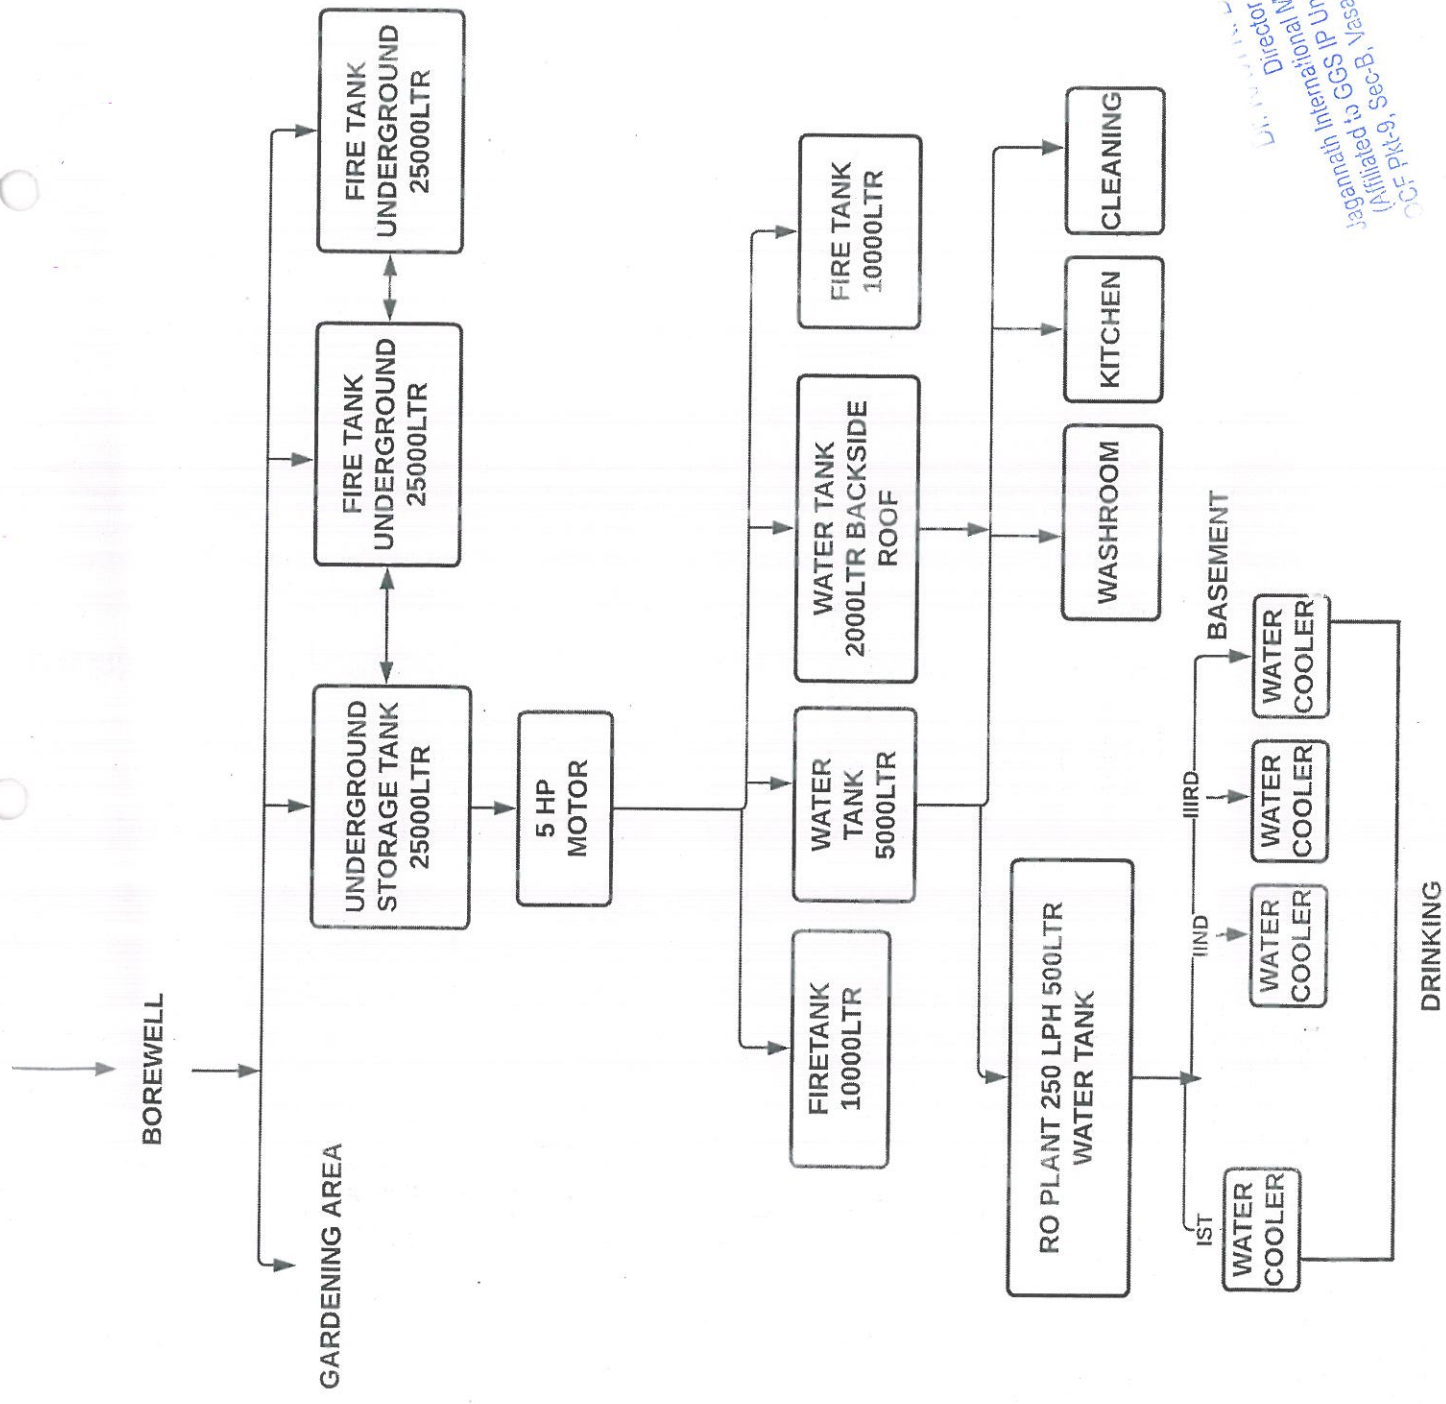 BOREWELL
GARDENING AREA
UNDERGROUND
STORAGE TANK
25000LTR
FIRE TANK
UNDERGROUND
25000LTR
FIRE TANK
UNDERGROUND
25000LTR
5 HP
MOTOR
FIRETANK
10000LTR
WATER
TANK
5000LTR
WATER TANK
2000LTR BACKSIDE
ROOF
FIRE TANK
10000LTR
RO PLANT 250 LPH 500LTR
WATER TANK
WASHROOM
KITCHEN
CLEANING
IST
IIND
IIIRD
BASEMENT
WATER
COOLER
WATER
COOLER
WATER
COOLER
WATER
COOLER
DRINKING
Director
Jagannath International
(Affiliated to GGS IP
OCF, Pkt-9, Sec-B,